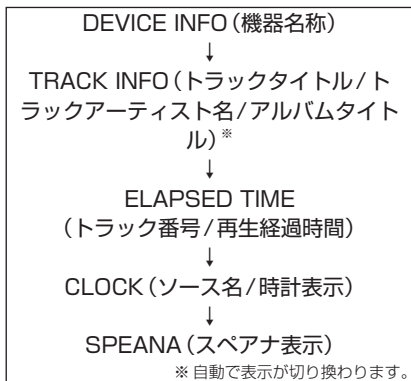 DEVICE INFO（機器名称）
↓
TRACK INFO（トラックタイトル/ト
ラックアーティスト名/アルバムタイト
ル）※
↓
ELAPSED TIME
（トラック番号/再生経過時間）
↓
CLOCK（ソース名/時計表示）
↓
SPEANA（スペアナ表示）
※ 自動で表示が切り換わります。